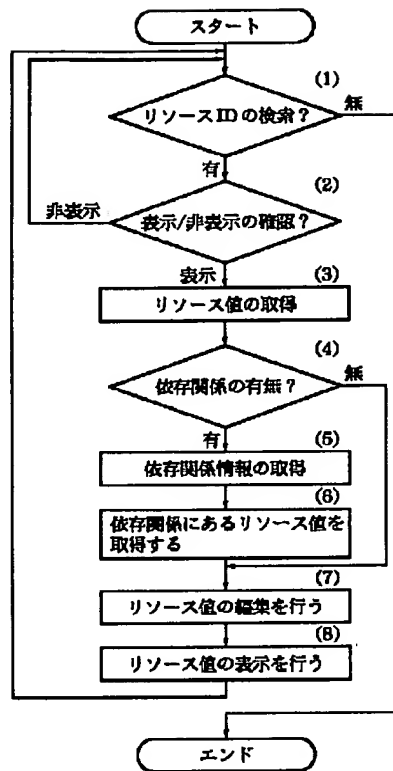 スタート
(1)
リソースIDの検索?
無
有
(2)
非表示
表示/非表示の確認?
表示
(3)
リソース値の取得
(4)
依存関係の有無?
無
有
(5)
依存関係情報の取得
(6)
依存関係にあるリソース値を
取得する
(7)
リソース値の編集を行う
(8)
リソース値の表示を行う
エンド